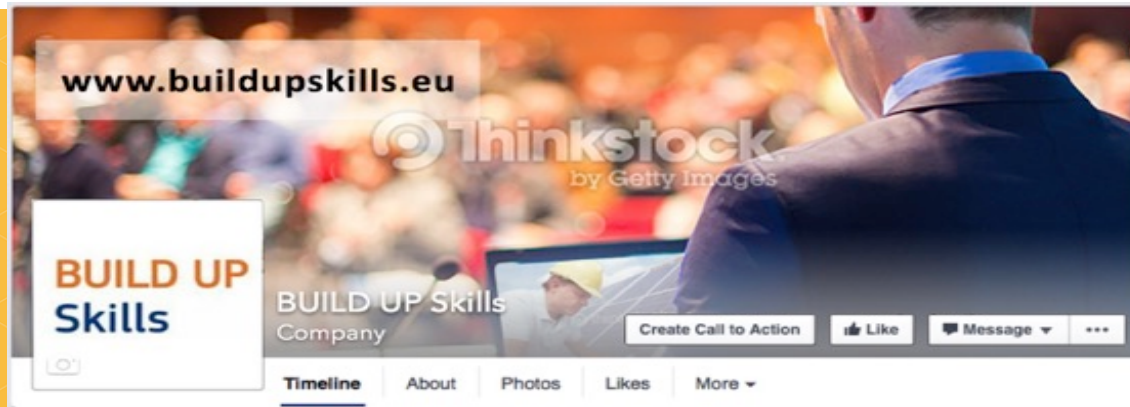 www.buildupskills.eu
Thinkstock
by Getty Images
BUILD UP
Skills
BUILD UP Skills
Company
Create Call to Action
Like
Message
Timeline
About
Photos
Likes
More